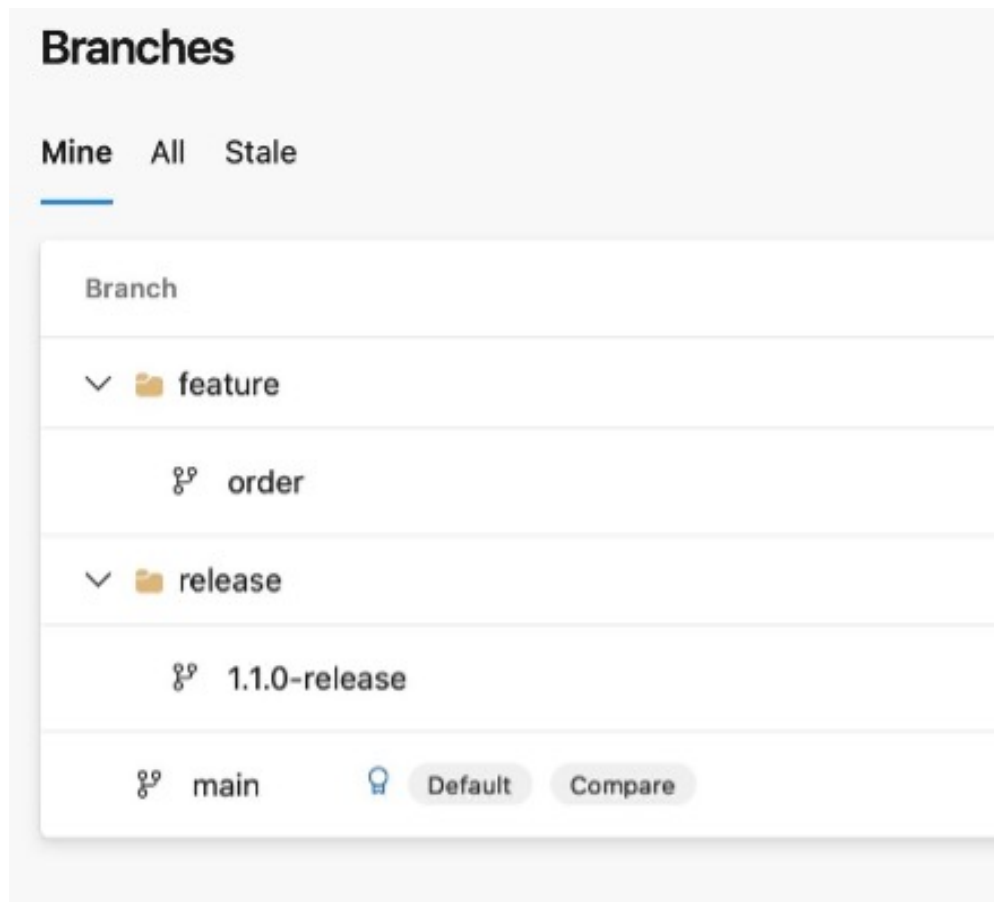 Branches
Mine All Stale
Branch
feature
order
release
1.1.0-release
main Default Compare